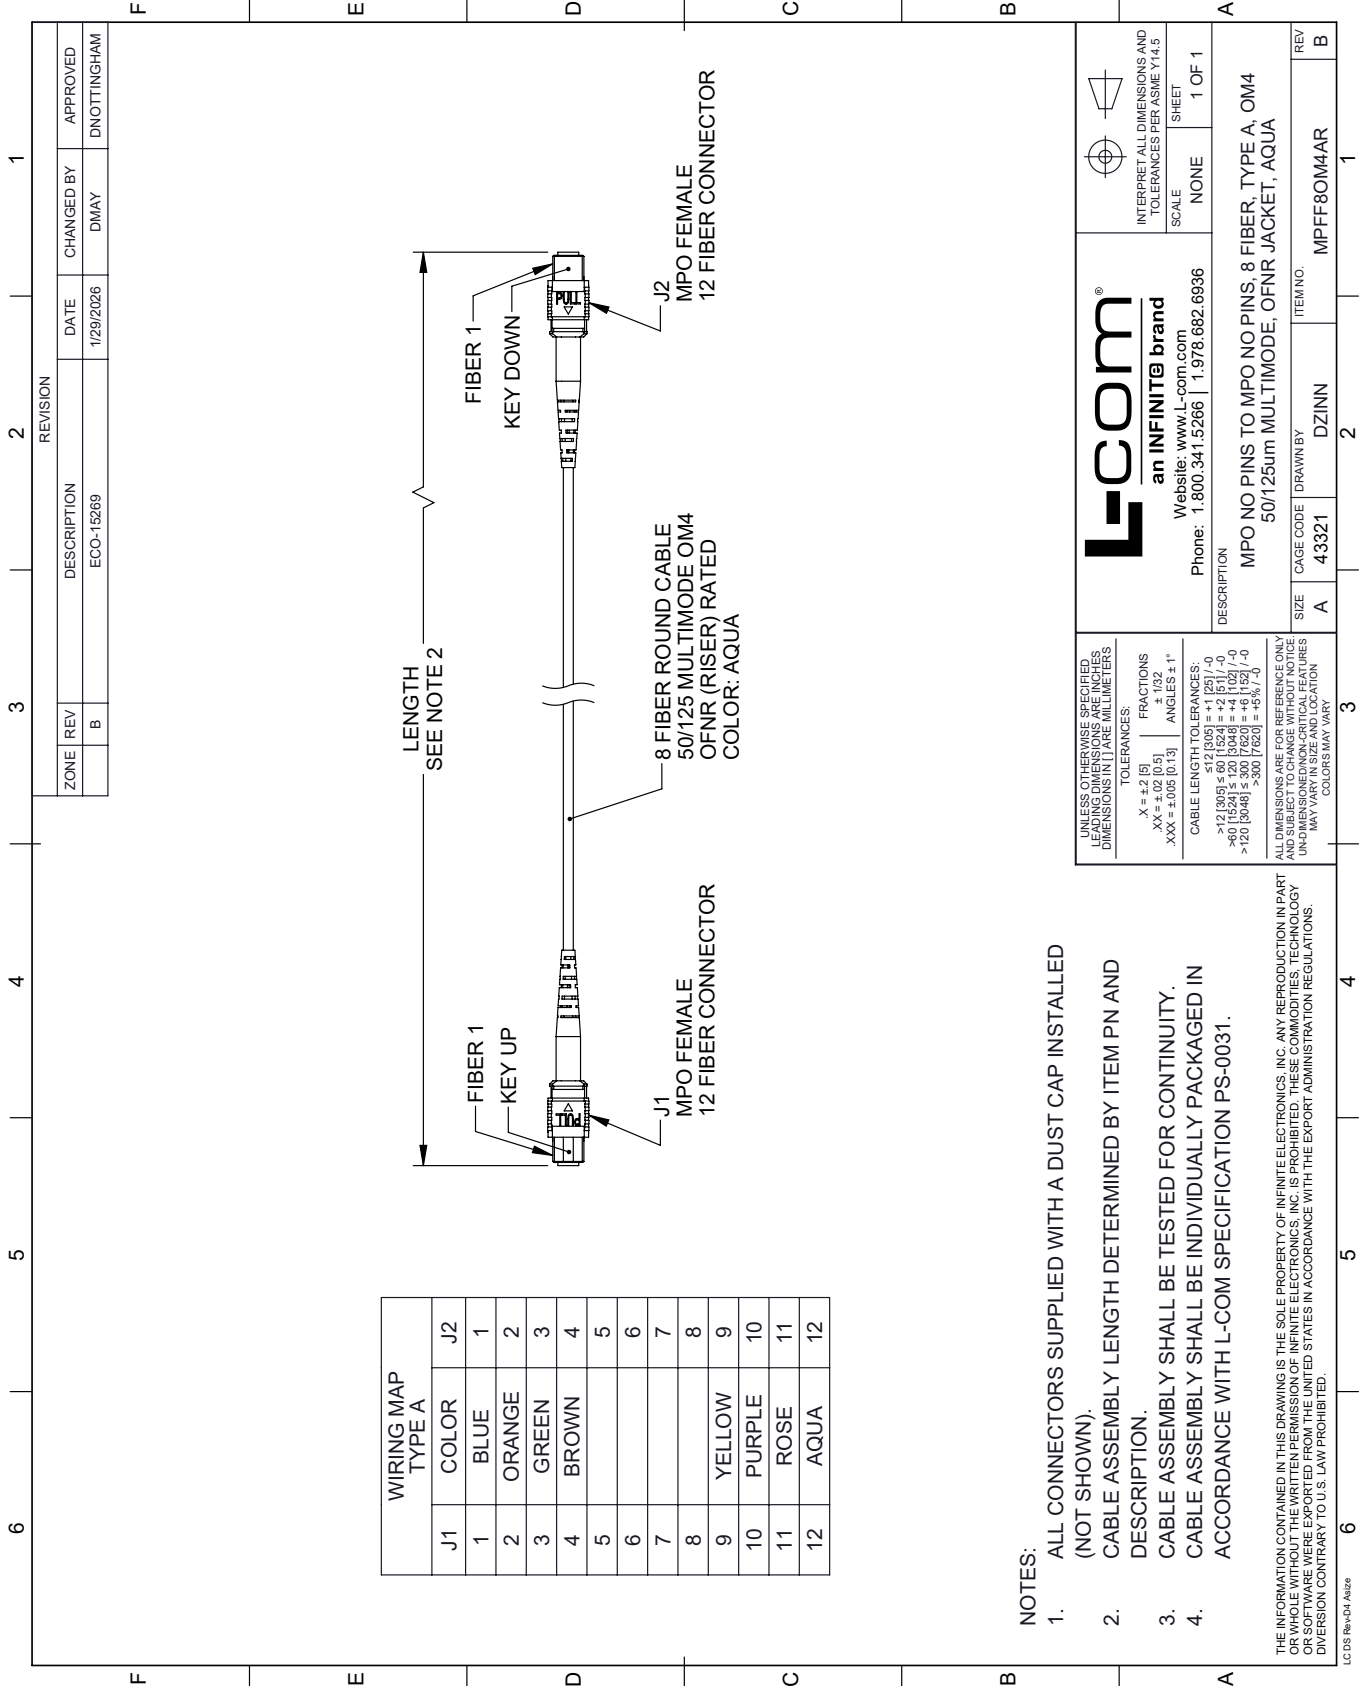 REVISION
ZONE REV DESCRIPTION DATE CHANGED BY APPROVED
B ECO-15269 1/29/2026 DMAY DNOTTINGHAM
6 5 4 3 2 1
F
E
D
C
B
A
LENGTH
SEE NOTE 2
FIBER 1
KEY UP
FIBER 1
KEY DOWN
PULL
PULL
J1
MPO FEMALE
12 FIBER CONNECTOR
8 FIBER ROUND CABLE
50/125 MULTIMODE OM4
OFNR (RISER) RATED
COLOR: AQUA
J2
MPO FEMALE
12 FIBER CONNECTOR
WIRING MAP
TYPE A
J1 COLOR J2
1 BLUE 1
2 ORANGE 2
3 GREEN 3
4 BROWN 4
5 5
6 6
7 7
8 8
9 YELLOW 9
10 PURPLE 10
11 ROSE 11
12 AQUA 12
NOTES:
1. ALL CONNECTORS SUPPLIED WITH A DUST CAP INSTALLED
(NOT SHOWN).
2. CABLE ASSEMBLY LENGTH DETERMINED BY ITEM PN AND
DESCRIPTION.
3. CABLE ASSEMBLY SHALL BE TESTED FOR CONTINUITY.
4. CABLE ASSEMBLY SHALL BE INDIVIDUALLY PACKAGED IN
ACCORDANCE WITH L-COM SPECIFICATION PS-0031.
THE INFORMATION CONTAINED IN THIS DRAWING IS THE SOLE PROPERTY OF INFINITE ELECTRONICS, INC. ANY REPRODUCTION IN PART
OR WHOLE WITHOUT THE WRITTEN PERMISSION OF INFINITE ELECTRONICS, INC. IS PROHIBITED. THESE COMMODITIES, TECHNOLOGY
OR SOFTWARE WERE EXPORTED FROM THE UNITED STATES IN ACCORDANCE WITH THE EXPORT ADMINISTRATION REGULATIONS.
DIVERSION CONTRARY TO U.S. LAW PROHIBITED.
UNLESS OTHERWISE SPECIFIED
LEADING DIMENSIONS ARE INCHES
DIMENSIONS IN [ ] ARE MILLIMETERS
TOLERANCES:
.X = ±.2 [5]
.XX = ±.02 [0.5]
.XXX = ±.005 [0.13]
FRACTIONS
± 1/32
ANGLES ± 1°
CABLE LENGTH TOLERANCES:
≤12 [305] = +1 [25] / -0
>12 [305] ≤ 60 [1524] = +2 [51] / -0
>60 [1524] ≤ 120 [3048] = +4 [102] / -0
>120 [3048] ≤ 300 [7620] = +6 [152] / -0
>300 [7620] = +5% / -0
ALL DIMENSIONS ARE FOR REFERENCE ONLY
AND SUBJECT TO CHANGE WITHOUT NOTICE.
UN-DIMENSIONED/NON-CRITICAL FEATURES
MAY VARY IN SIZE AND LOCATION
COLORS MAY VARY
L-com®
an INFINIT@ brand
Website: www.L-com.com
Phone: 1.800.341.5266 | 1.978.682.6936
INTERPRET ALL DIMENSIONS AND
TOLERANCES PER ASME Y14.5
SCALE
NONE
SHEET
1 OF 1
DESCRIPTION
MPO NO PINS TO MPO NO PINS, 8 FIBER, TYPE A, OM4
50/125um MULTIMODE, OFNR JACKET, AQUA
SIZE
A
CAGE CODE
43321
DRAWN BY
DZINN
ITEM NO.
MPFF8OM4AR
REV
B
F
E
D
C
B
A
6 5 4 3 2 1
LC DS Rev-D4 Asize